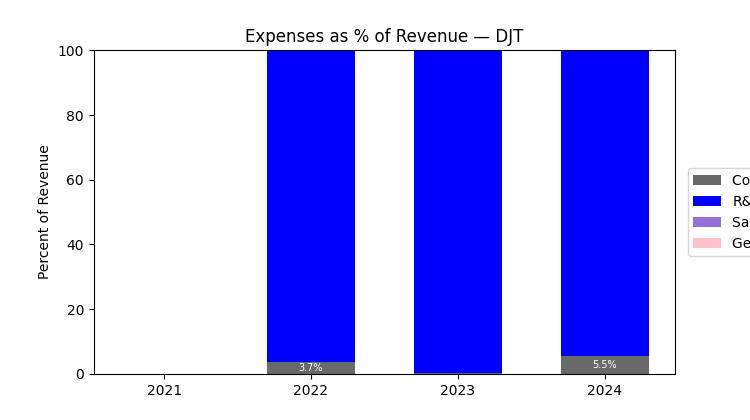 Expenses as % of Revenue — DJT
Percent of Revenue
100
80
60
40
20
0
3.7%
5.5%
2021
2022
2023
2024
Co
R&
Sa
Ge